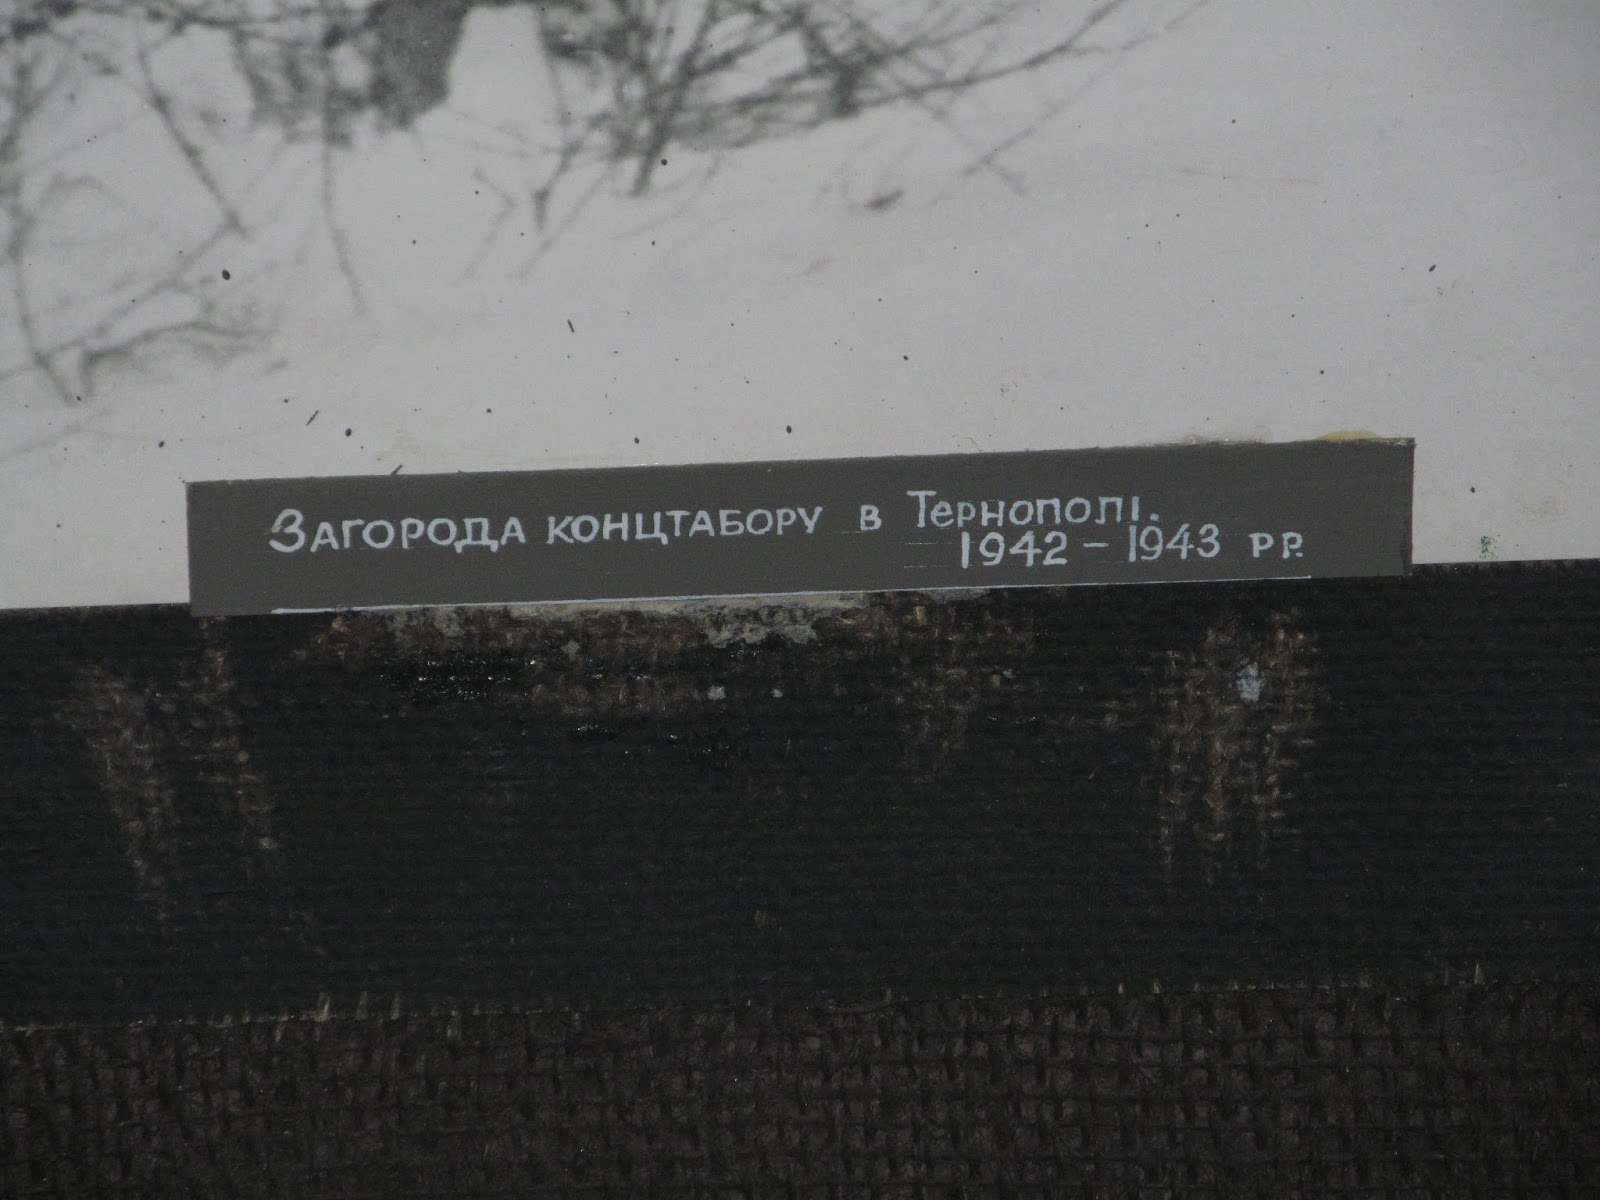 Загорода концтабору в Тернополі.
1942 – 1943 рр.